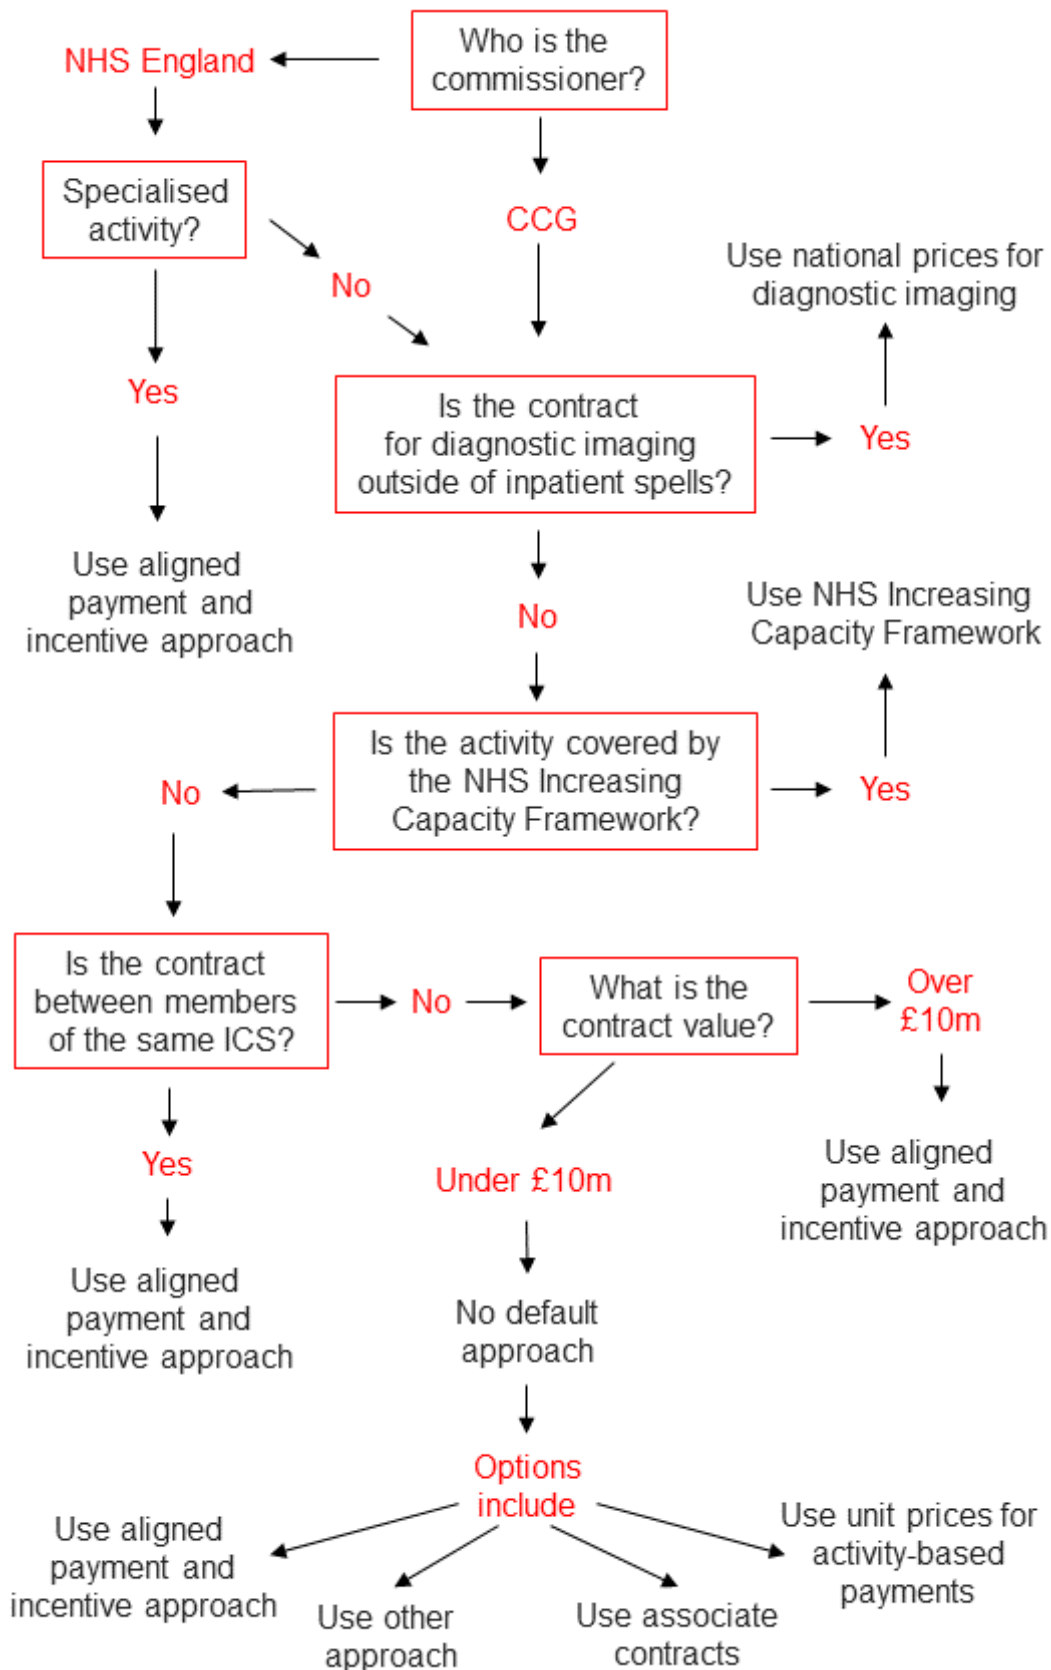 Who is the
commissioner?
NHS England
Specialised
activity?
CCG
No
Use national prices for
diagnostic imaging
Yes
Is the contract
for diagnostic imaging
outside of inpatient spells?
Yes
Use aligned
payment and
incentive approach
No
Use NHS Increasing
Capacity Framework
Is the activity covered by
the NHS Increasing
Capacity Framework?
Yes
No
Is the contract
between members
of the same ICS?
No
What is the
contract value?
Over
£10m
Yes
Under £10m
Use aligned
payment and
incentive approach
Use aligned
payment and
incentive approach
No default
approach
Options
include
Use aligned
payment and
incentive approach
Use other
approach
Use associate
contracts
Use unit prices for
activity-based
payments